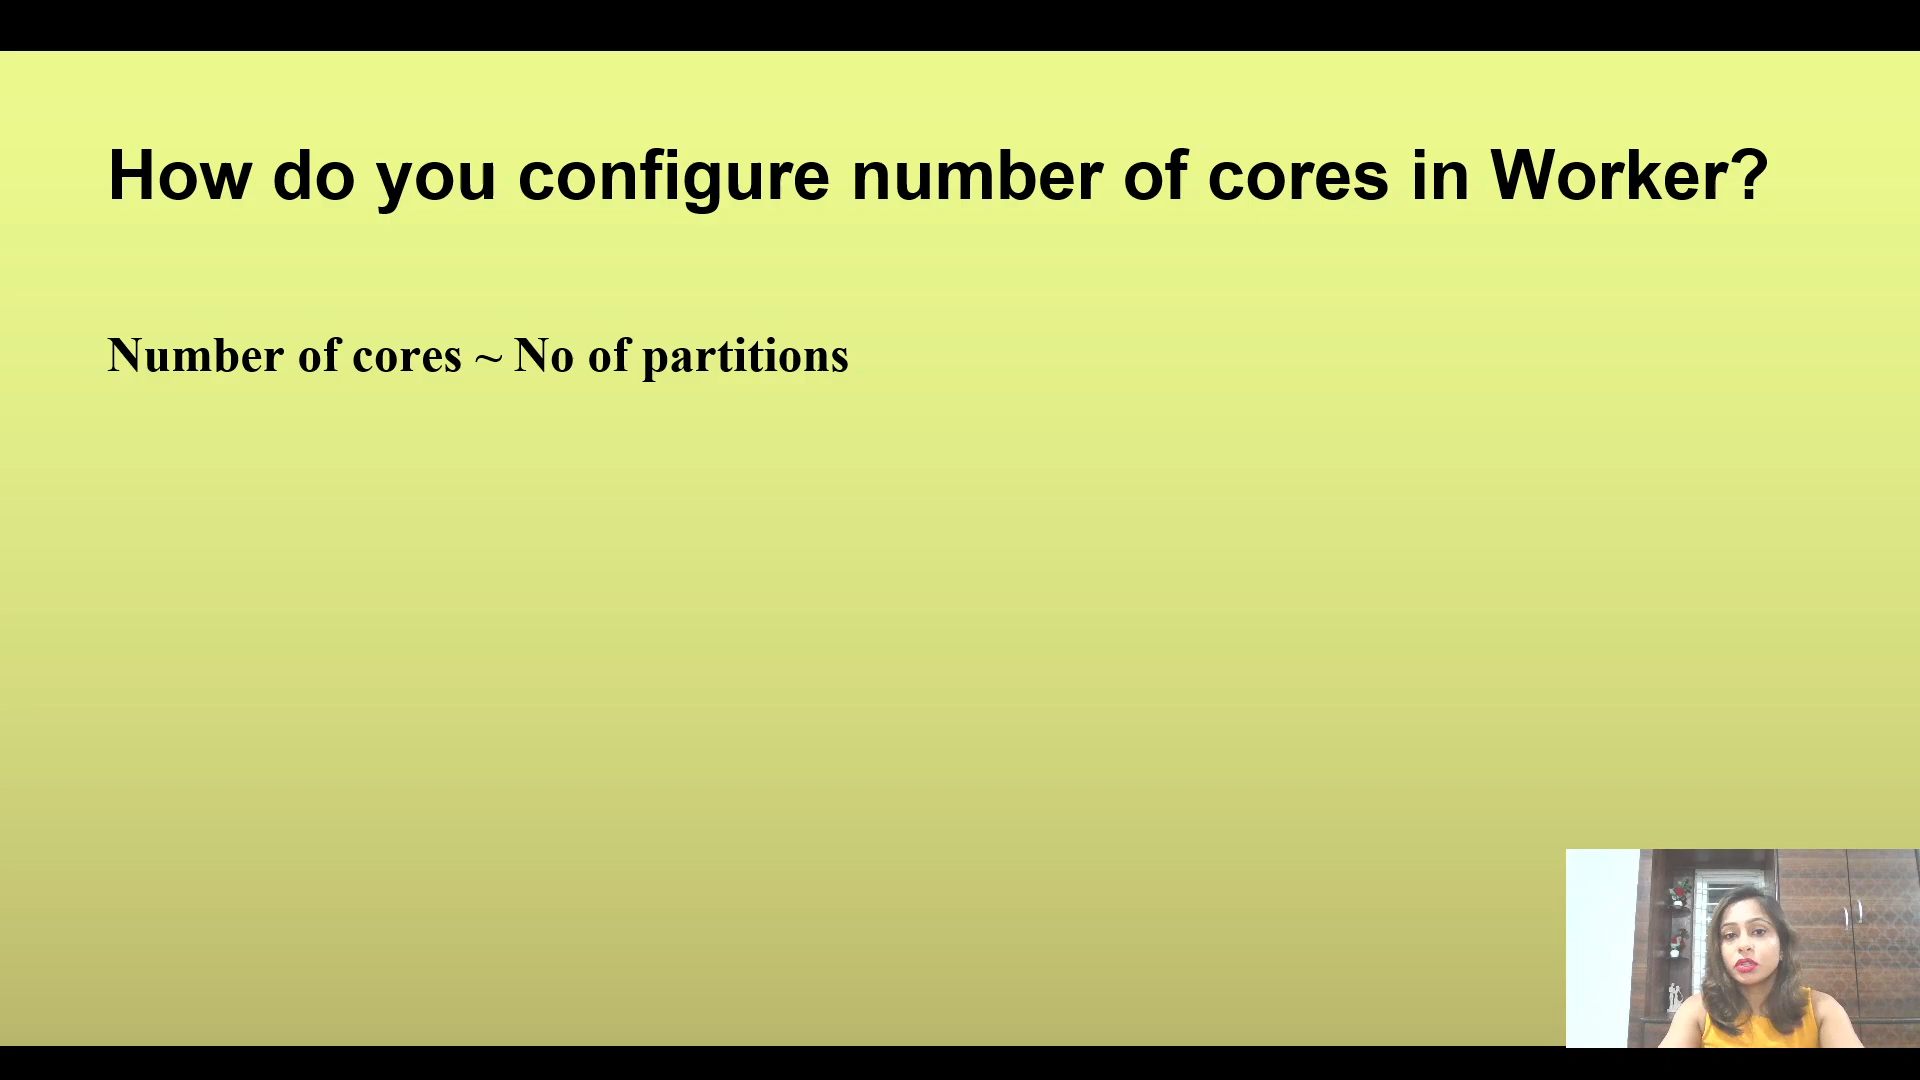 How do you configure number of cores in Worker?
Number of cores ~ No of partitions